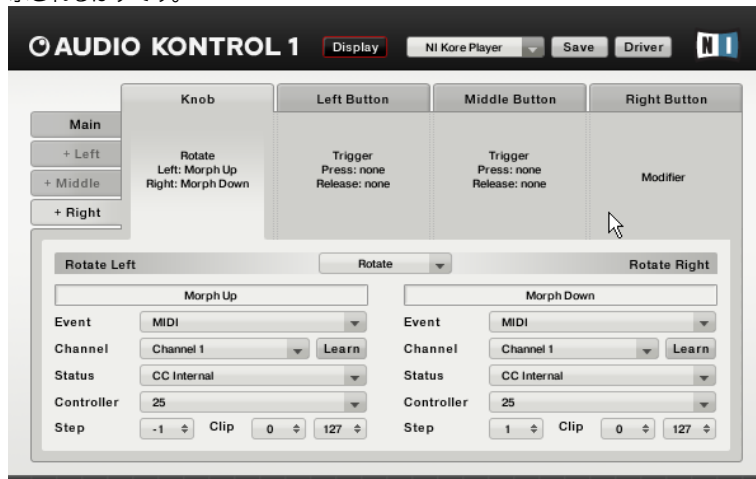 AUDIO KONTROL 1 Display NI Kore Player Save Driver NI
Knob Left Button Middle Button Right Button
Main
+ Left
+ Middle
+ Right
Rotate
Left: Morph Up
Right: Morph Down
Trigger
Press: none
Release: none
Trigger
Press: none
Release: none
Modifier
Rotate Left Rotate Rotate Right
Morph Up Morph Down
Event MIDI Event MIDI
Channel Channel 1 Learn Channel Channel 1 Learn
Status CC Internal Status CC Internal
Controller 25 Controller 25
Step -1 Clip 0 127 Step 1 Clip 0 127